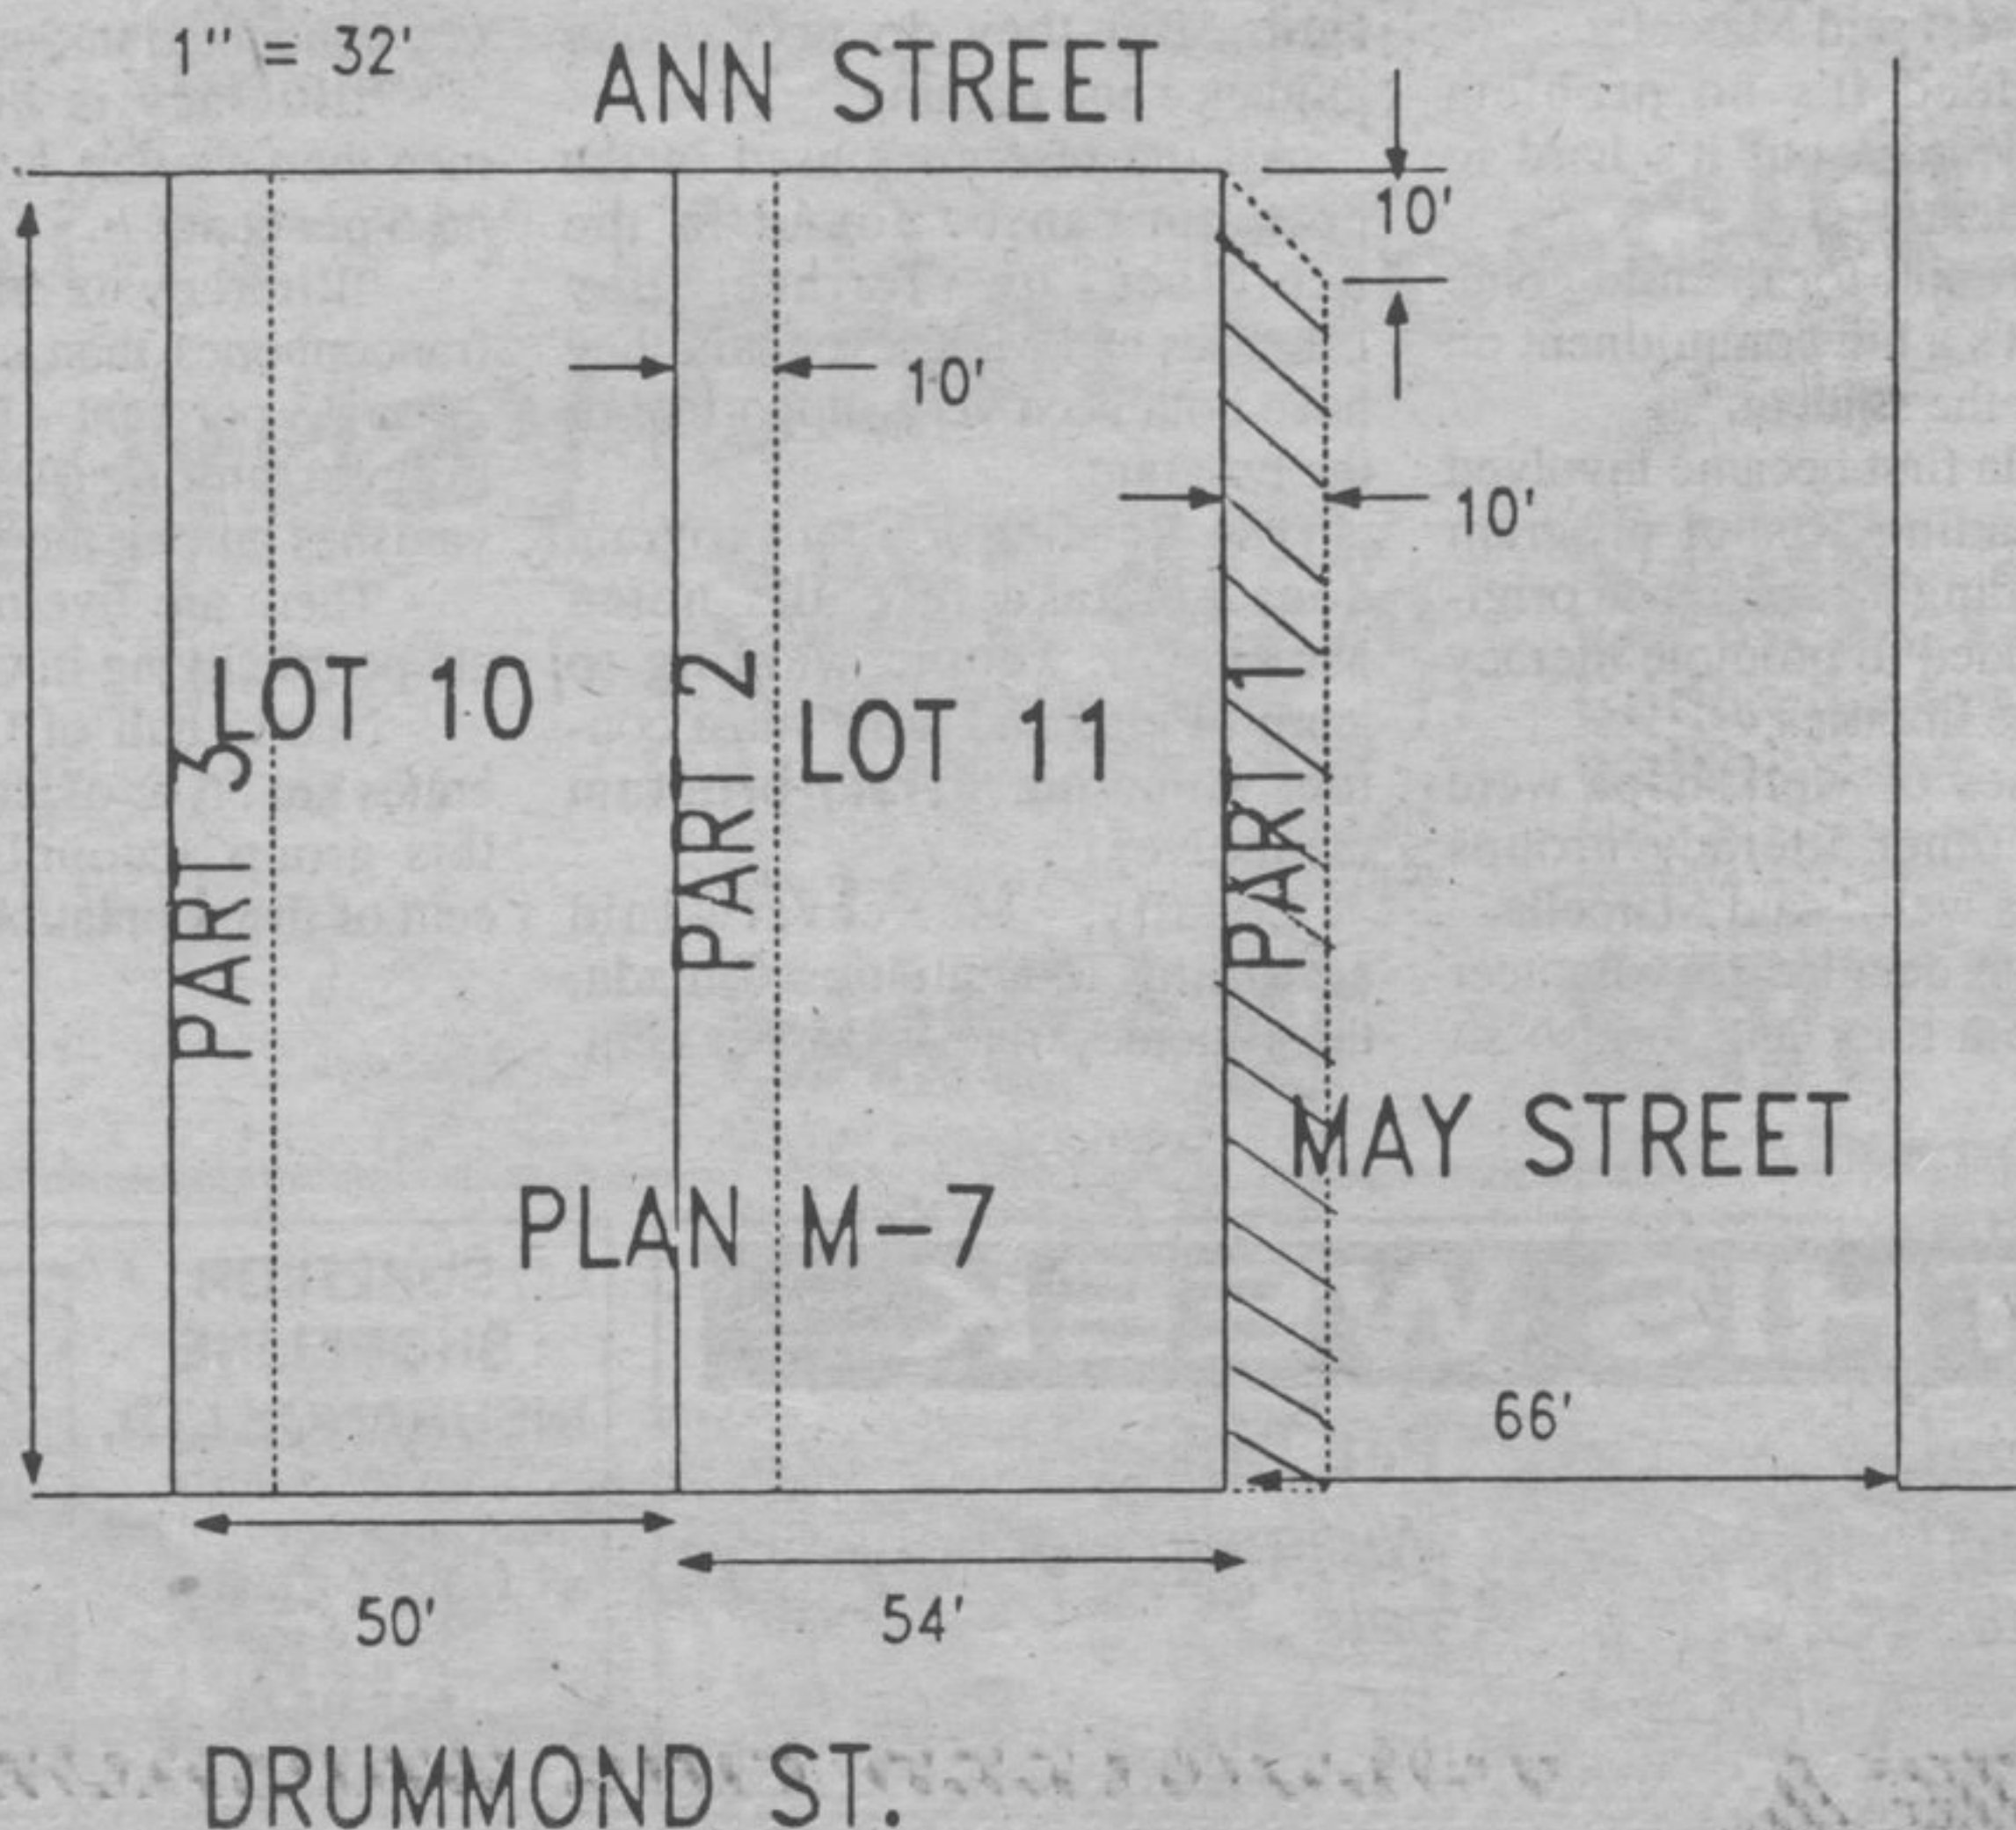 1" = 32'
ANN STREET
10'
10'
10'
LOT 10
LOT 11
PART 3
PART 2
PART 1
MAY STREET
PLAN M-7
66'
50'
54'
DRUMMOND ST.